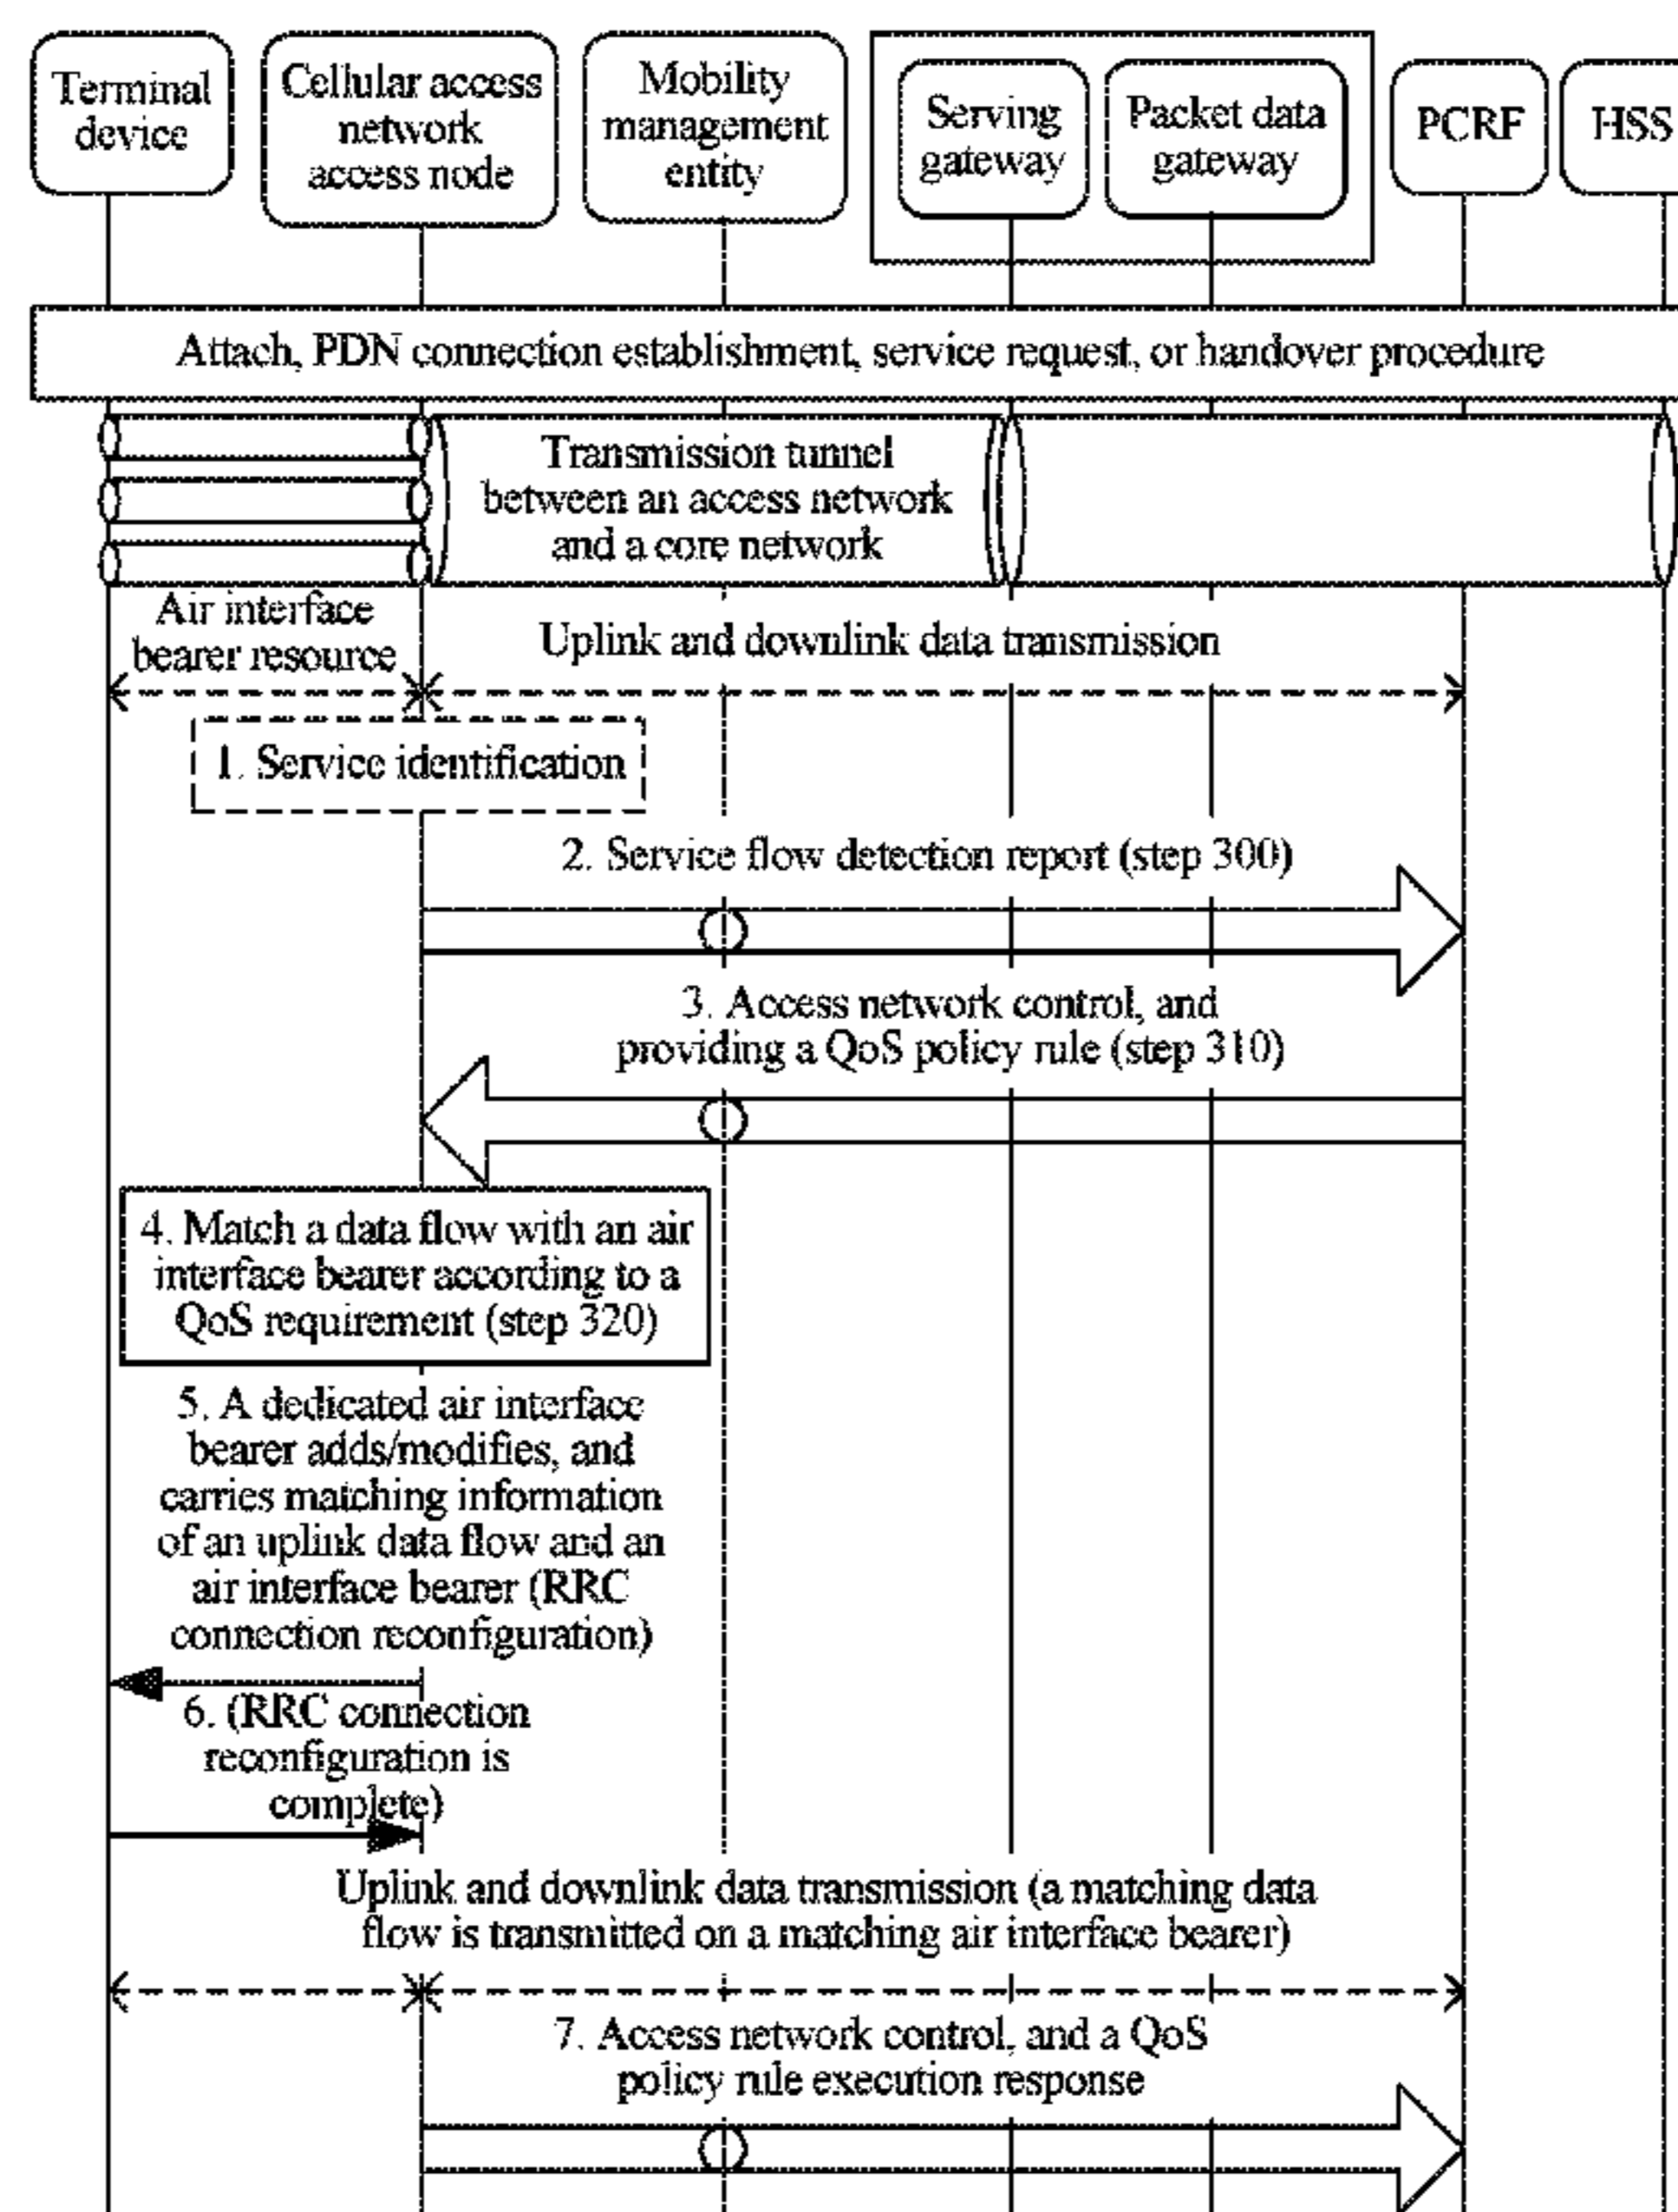 Terminal
device
Cellular access
network
access node
Mobility
management
entity
Serving
gateway
Packet data
gateway
PCRF
HSS
Attach, PDN connection establishment, service request, or handover procedure
Transmission tunnel
between an access network
and a core network
Air interface
bearer resource
Uplink and downlink data transmission
1. Service identification
2. Service flow detection report (step 300)
3. Access network control, and
providing a QoS policy rule (step 310)
4. Match a data flow with an air
interface bearer according to a
QoS requirement (step 320)
5. A dedicated air interface
bearer adds/modifies, and
carries matching information
of an uplink data flow and an
air interface bearer (RRC
connection reconfiguration)
6. (RRC connection
reconfiguration is
complete)
Uplink and downlink data transmission (a matching data
flow is transmitted on a matching air interface bearer)
7. Access network control, and a QoS
policy rule execution response